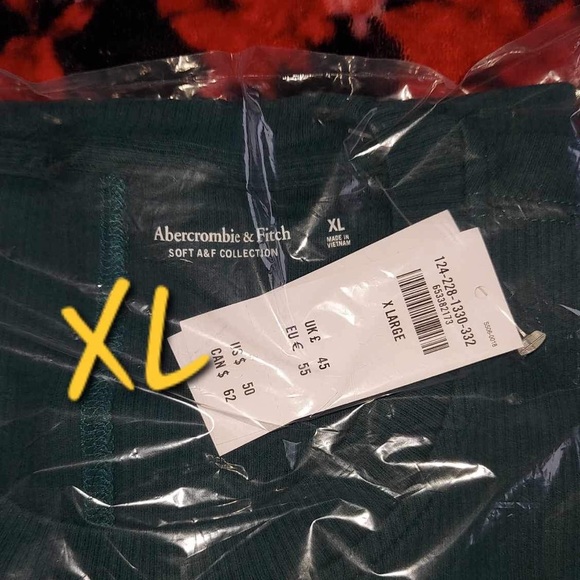 Abercrombie & Fitch
SOFT A&F COLLECTION
XL
MADE IN
VIETNAM
XL
124-228-1330-332
653382173
X LARGE
UK £ 45
EU € 55
US $ 50
CAN $ 62